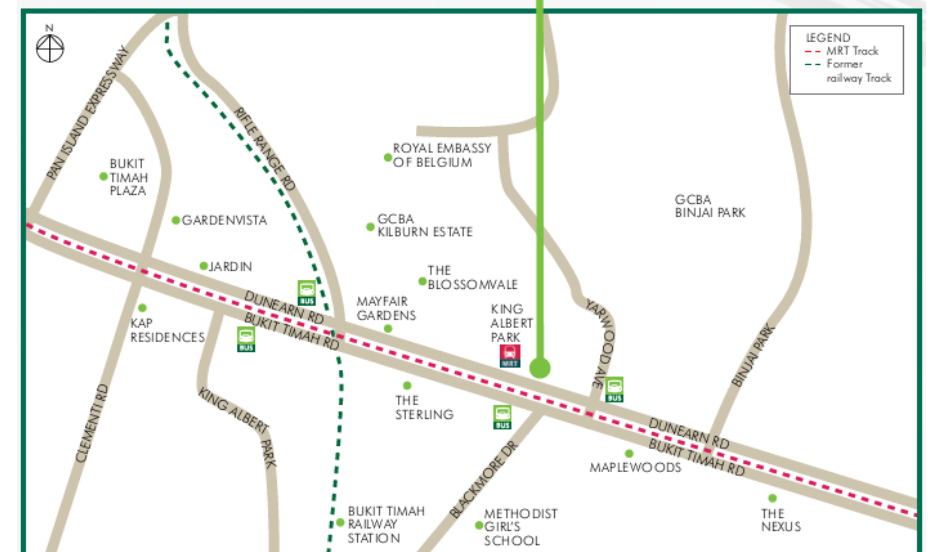 N
LEGEND
MRT Track
Former
railway Track
PAN ISLAND EXPRESSWAY
RIFLE RANGE RD
ROYAL EMBASSY
OF BELGIUM
BUKIT
TIMAH
PLAZA
GCBA
BINJAI PARK
GARDENVISTA
GCBA
KILBURN ESTATE
JARDIN
THE
BLOSSOMVALE
BUS
DUNEARN RD
BUKIT TIMAH RD
MAYFAIR
GARDENS
KING
ALBERT
PARK
MRT
YARWOOD AVE
KAP
RESIDENCES
BUS
BINJAI PARK
CLEMENTI RD
KING ALBERT PARK
THE
STERLING
BUS
BUS
DUNEARN RD
BUKIT TIMAH RD
BLACKMORE DR
MAPLEWOODS
BUKIT TIMAH
RAILWAY
STATION
METHODIST
GIRL'S
SCHOOL
THE
NEXUS